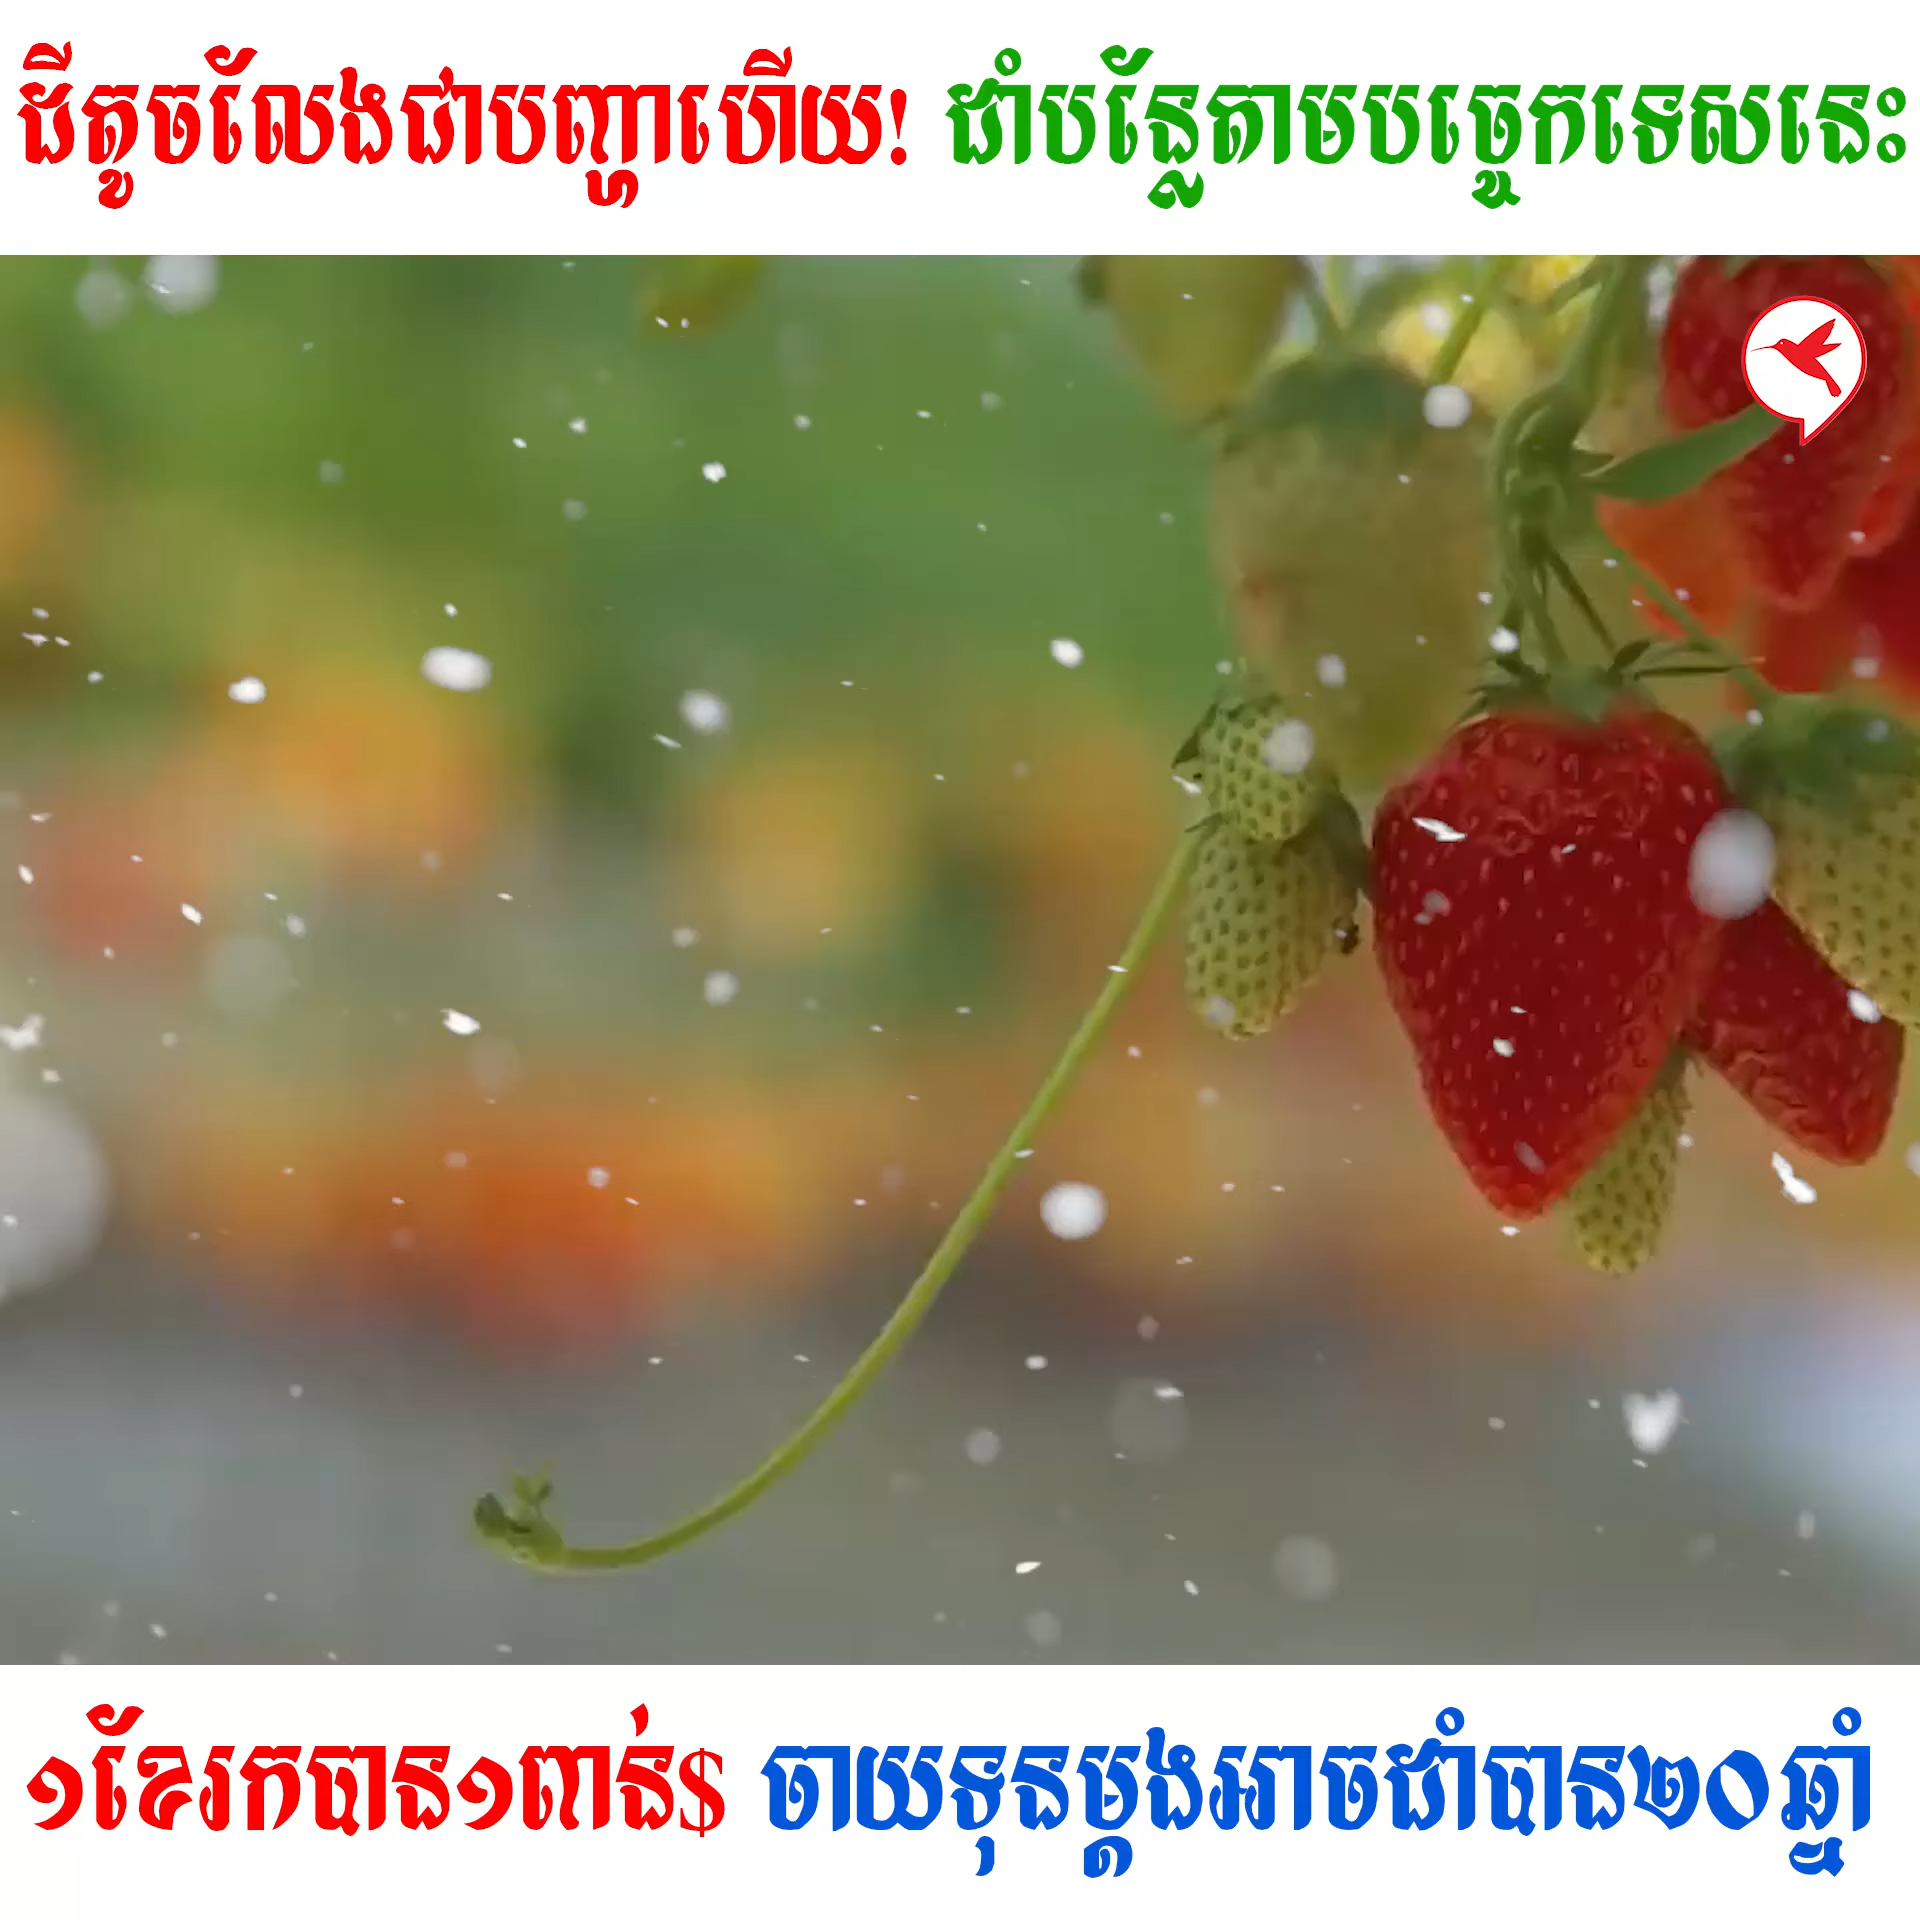 ដីតូចលែងជាបញ្ហាហើយ! ដាំបន្លែតាមបច្ចេកទេសនេះ
១ខែរកបាន១ពាន់$ ចាយទុនម្ដងអាចដាំបាន២០ឆ្នាំ